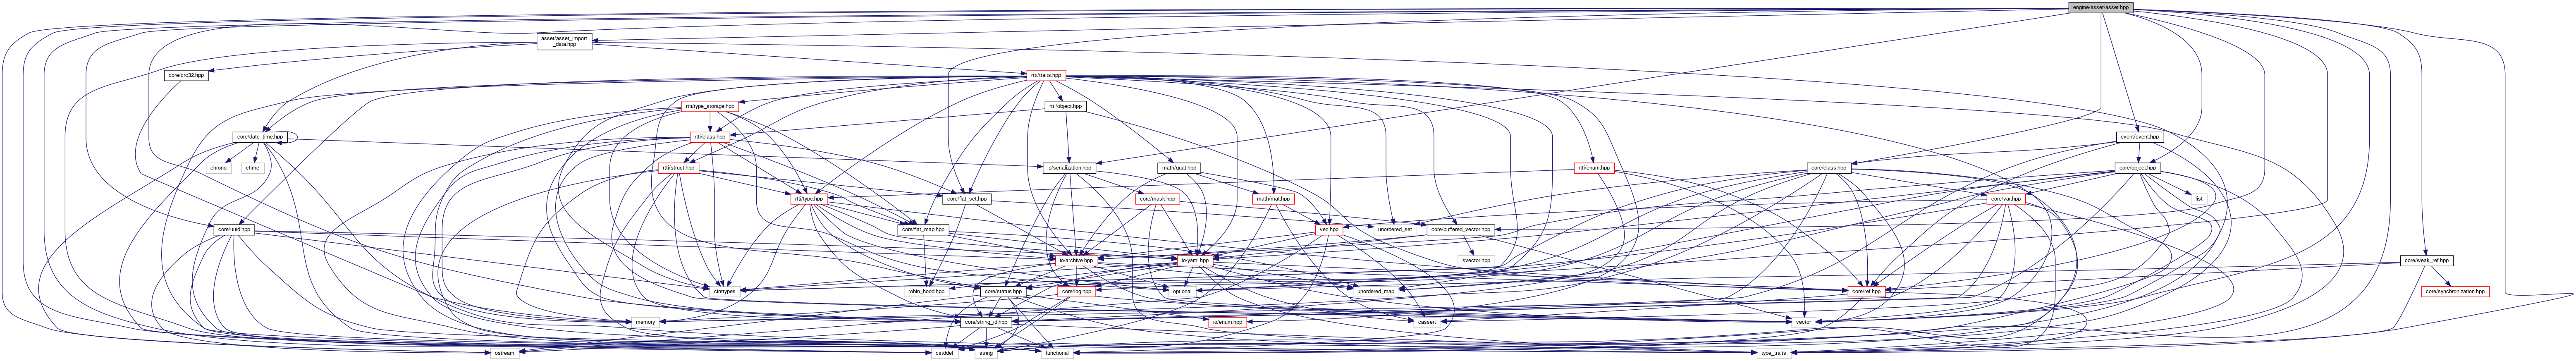 engine/asset/asset.hpp
asset/asset_import
_data.hpp
core/crc32.hpp
rtti/traits.hpp
rtti/type_storage.hpp
rtti/object.hpp
core/date_time.hpp
rtti/class.hpp
event/event.hpp
chrono
ctime
rtti/struct.hpp
io/serialization.hpp
math/quat.hpp
rtti/enum.hpp
core/class.hpp
core/object.hpp
rtti/type.hpp
core/flat_set.hpp
core/mask.hpp
math/mat.hpp
core/var.hpp
list
core/uuid.hpp
core/flat_map.hpp
unordered_set
vec.hpp
core/buffered_vector.hpp
io/archive.hpp
io/yaml.hpp
svector.hpp
core/weak_ref.hpp
cinttypes
robin_hood.hpp
core/status.hpp
core/log.hpp
optional
unordered_map
core/ref.hpp
core/synchronization.hpp
memory
core/string_id.hpp
io/enum.hpp
cassert
vector
ostream
cstddef
string
functional
type_traits